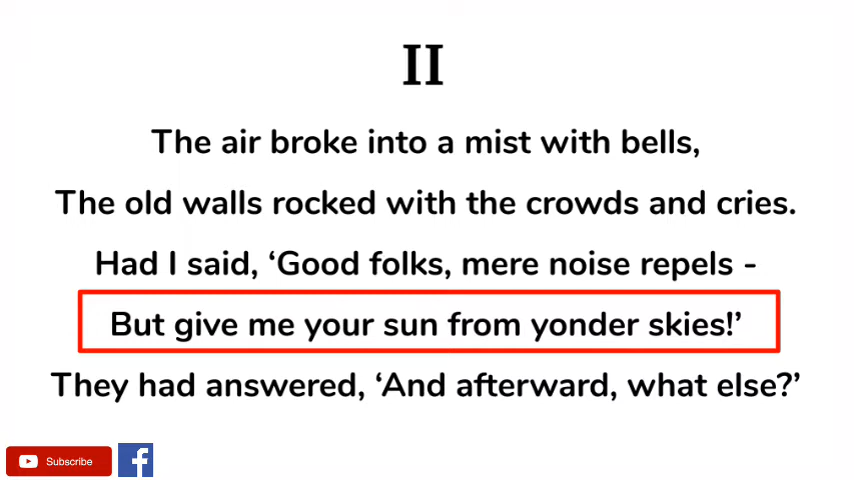 II
The air broke into a mist with bells,
The old walls rocked with the crowds and cries.
Had I said, ‘Good folks, mere noise repels -
But give me your sun from yonder skies!’
They had answered, ‘And afterward, what else?’
Subscribe